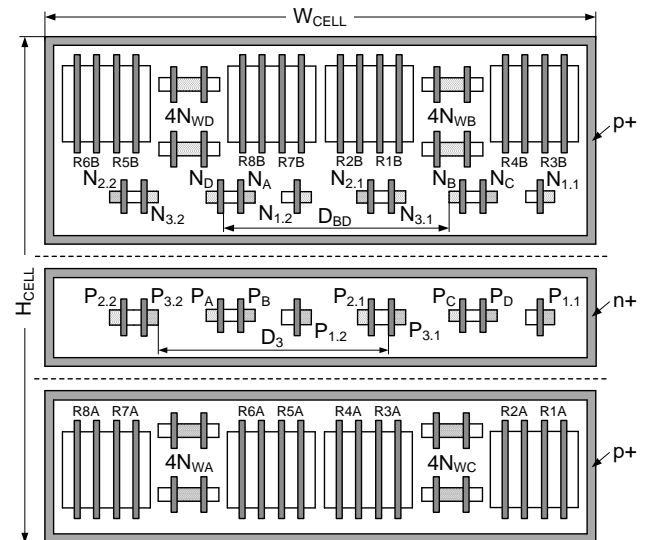 W_CELL
H_CELL
4N_WD 4N_WB
p+
R6B R5B R8B R7B R2B R1B R4B R3B
N_2.2 N_D N_A N_2.1 N_B N_C N_1.1
N_3.2 N_1.2 D_BD N_3.1
P_2.2 P_3.2 P_A P_B P_2.1 P_C P_D P_1.1
n+
D_3 P_1.2 P_3.1
R8A R7A R6A R5A R4A R3A R2A R1A
4N_WA 4N_WC
p+